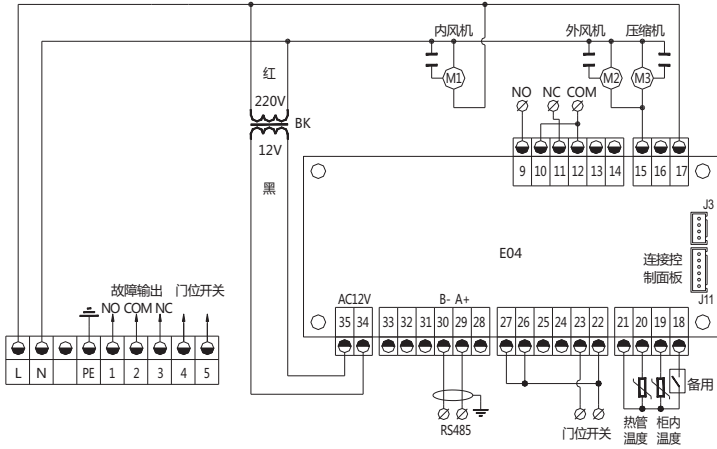 内风机
外风机 压缩机
红
M1
M2
M3
220V
BK
12V
黑
NO NC COM
9 10 11 12 13 14
15 16 17
J3
E04
连接控
制面板
J11
故障输出 门位开关
NO COM NC
AC12V
B- A+
35 34
33 32 31 30 29 28
27 26 25 24 23 22
21 20 19 18
L N PE 1 2 3 4 5
备用
RS485
门位开关
热管
温度
柜内
温度